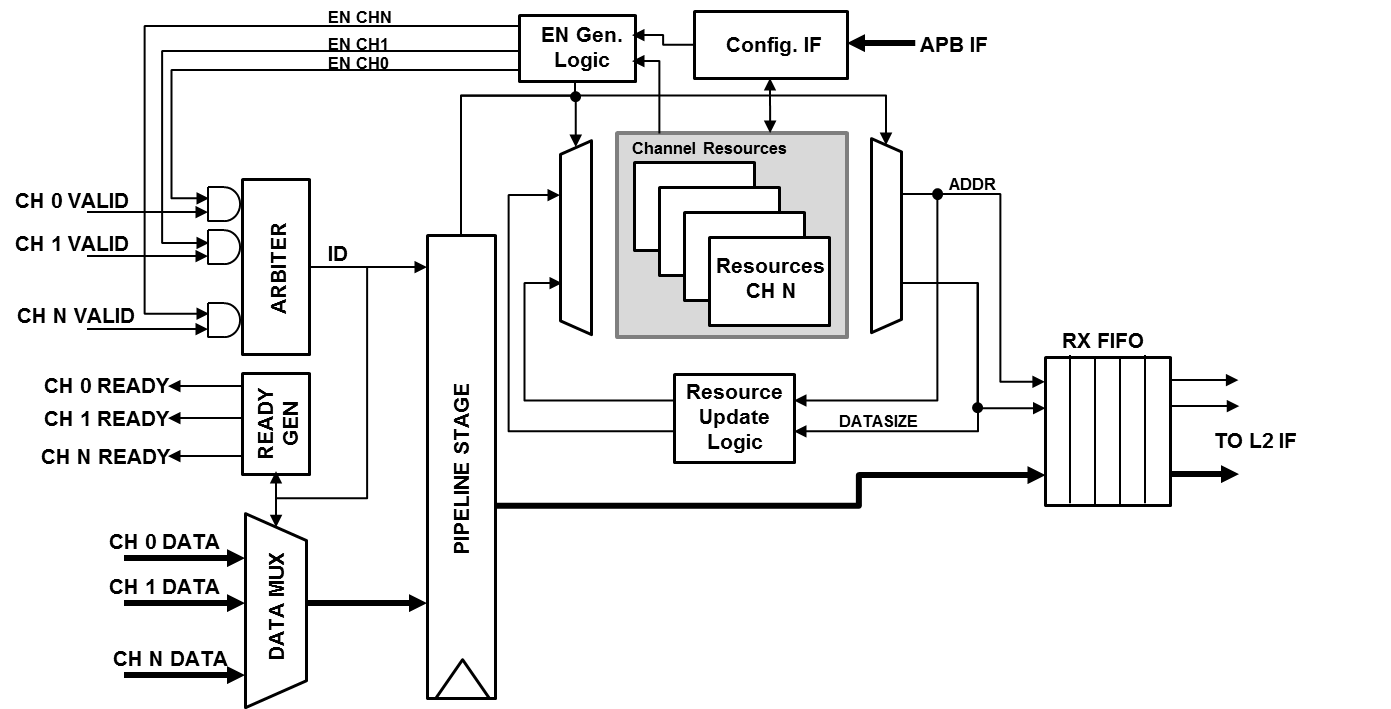 EN CHN
EN CH1
EN CH0
EN Gen.
Logic
Config. IF
APB IF
Channel Resources
Resources
CH N
ADDR
CH 0 VALID
CH 1 VALID
CH N VALID
ARBITER
ID
CH 0 READY
CH 1 READY
CH N READY
READY
GEN
PIPELINE STAGE
Resource
Update
Logic
DATASIZE
RX FIFO
TO L2 IF
CH 0 DATA
CH 1 DATA
CH N DATA
DATA MUX